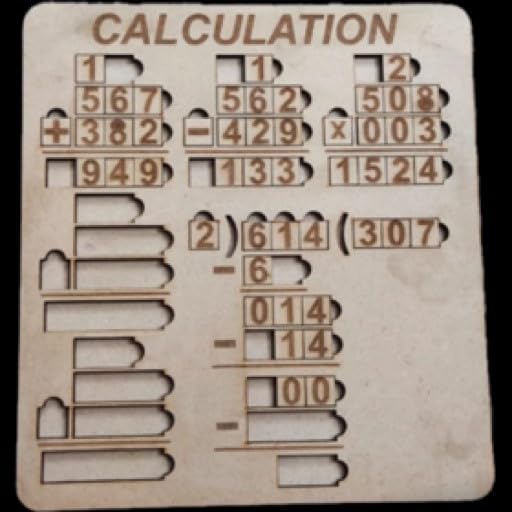 CALCULATION
1 1 2
567 562 508
+382 -429 x003
949 133 1524
2)614(307
-6
014
-14
00
-